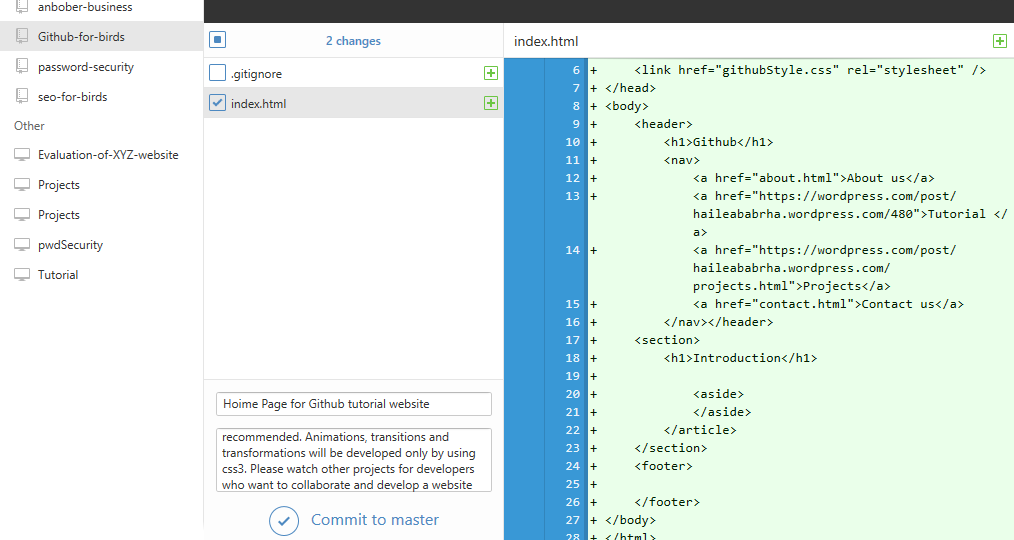 anbober-business
Github-for-birds
password-security
seo-for-birds
Other
Evaluation-of-XYZ-website
Projects
Projects
pwdSecurity
Tutorial
2 changes
.gitignore
index.html
Home Page for Github tutorial website
recommended. Animations, transitions and
transformations will be developed only by using
css3. Please watch other projects for developers
who want to collaborate and develop a website
Commit to master
index.html
6 + <link href="githubStyle.css" rel="stylesheet" />
7 + </head>
8 + <body>
9 + <header>
10 + <h1>Github</h1>
11 + <nav>
12 + <a href="about.html">About us</a>
13 + <a href="https://wordpress.com/post/
haileababrha.wordpress.com/480">Tutorial </
a>
14 + <a href="https://wordpress.com/post/
haileababrha.wordpress.com/
projects.html">Projects</a>
15 + <a href="contact.html">Contact us</a>
16 + </nav></header>
17 + <section>
18 + <h1>Introduction</h1>
19 +
20 + <aside>
21 + </aside>
22 + </article>
23 + </section>
24 + <footer>
25 +
26 + </footer>
27 + </body>
28 + </html>